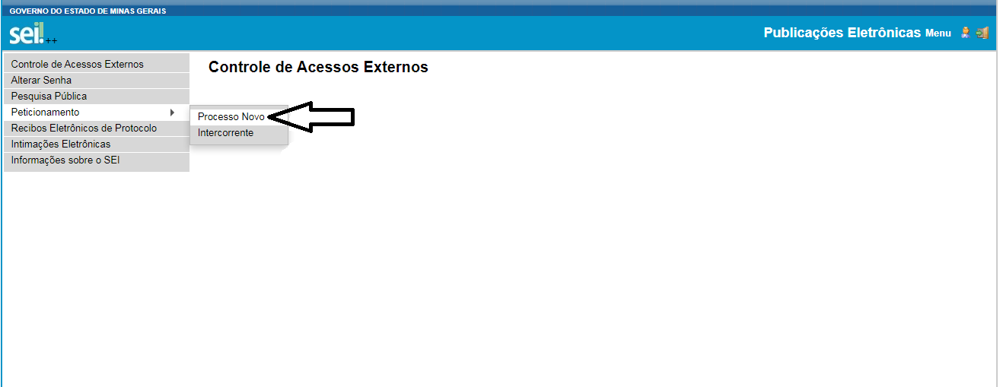 GOVERNO DO ESTADO DE MINAS GERAIS
sei! ++
Publicações Eletrônicas Menu
Controle de Acessos Externos
Alterar Senha
Pesquisa Pública
Peticionamento
Recibos Eletrônicos de Protocolo
Intimações Eletrônicas
Informações sobre o SEI
Processo Novo
Intercorrente
Controle de Acessos Externos